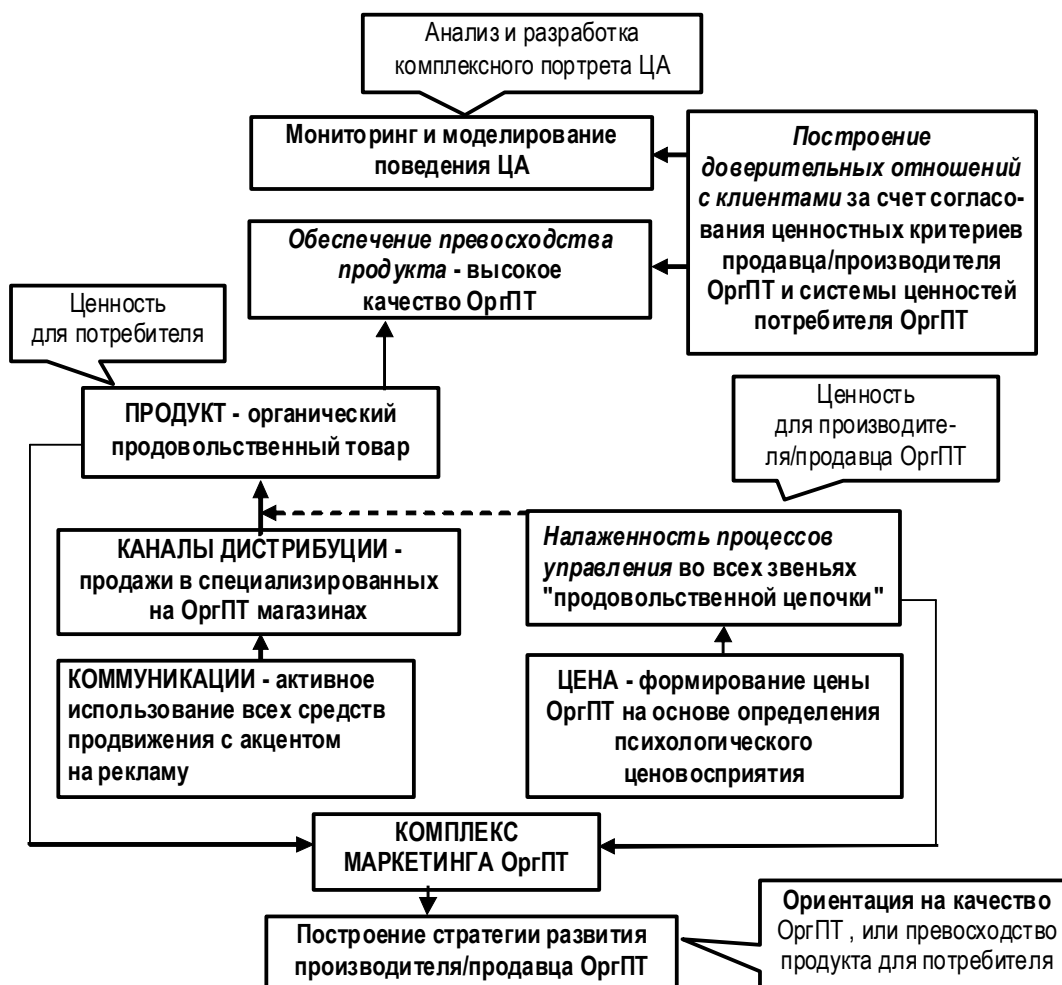 Анализ и разработка
комплексного портрета ЦА
Мониторинг и моделирование
поведения ЦА
Построение
доверительных отношений
с клиентами за счет согласо-
вания ценностных критериев
продавца/производителя
ОргПТ и системы ценностей
потребителя ОргПТ
Обеспечение превосходства
продукта - высокое
качество ОргПТ
Ценность
для потребителя
ПРОДУКТ - органический
продовольственный товар
Ценность
для производите-
ля/продавца ОргПТ
КАНАЛЫ ДИСТРИБУЦИИ -
продажи в специализированных
на ОргПТ магазинах
Налаженность процессов
управления во всех звеньях
"продовольственной цепочки"
КОММУНИКАЦИИ - активное
использование всех средств
продвижения с акцентом
на рекламу
ЦЕНА - формирование цены
ОргПТ на основе определения
психологического
ценовосприятия
КОМПЛЕКС
МАРКЕТИНГА ОргПТ
Построение стратегии развития
производителя/продавца ОргПТ
Ориентация на качество
ОргПТ , или превосходство
продукта для потребителя